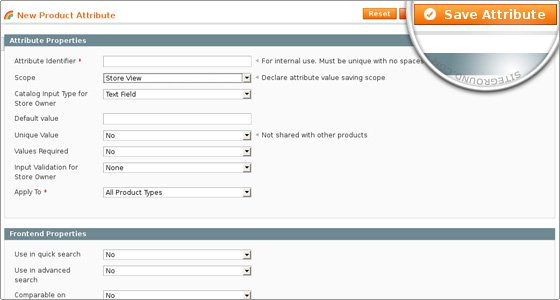 New Product Attribute
Reset
Save Attribute
Attribute Properties
Attribute Identifier *
For internal use. Must be unique with no spaces
Scope
Store View
Declare attribute value saving scope
Catalog Input Type for
Store Owner
Text Field
Default value
Unique Value
No
Not shared with other products
Values Required
No
Input Validation for
Store Owner
None
Apply To *
All Product Types
Frontend Properties
Use in quick search
No
Use in advanced
search
No
Comparable on
No
SITEGROUND